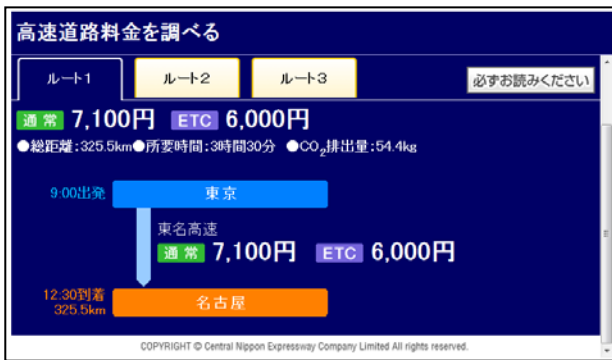 高速道路料金を調べる
ルート1 ルート2 ルート3 必ずお読みください
通常 7,100円 ETC 6,000円
●総距離:325.5km●所要時間:3時間30分 ●CO₂排出量:54.4kg
9:00出発 東京
東名高速
通常 7,100円 ETC 6,000円
12:30到着 名古屋
325.5km
COPYRIGHT © Central Nippon Expressway Company Limited All rights reserved.